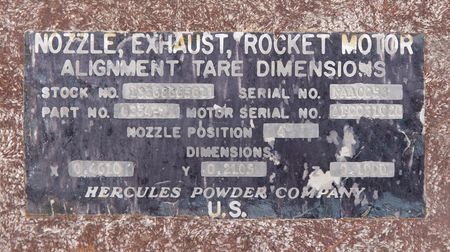 NOZZLE, EXHAUST, ROCKET MOTOR
ALIGNMENT TARE DIMENSIONS
STOCK NO. SERIAL NO.
PART NO. MOTOR SERIAL NO.
NOZZLE POSITION 4
DIMENSIONS
X Y
HERCULES POWDER COMPANY
U.S.